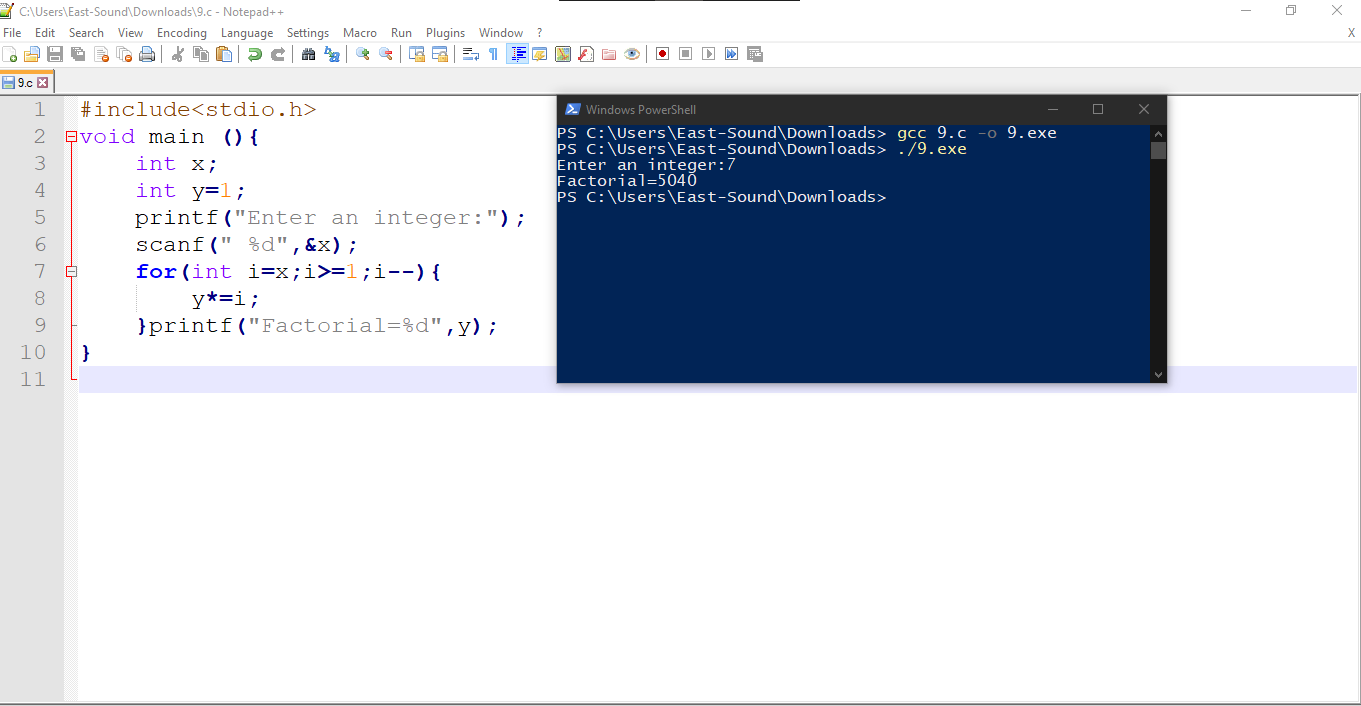 C:\Users\East-Sound\Downloads\9.c - Notepad++
File Edit Search View Encoding Language Settings Macro Run Plugins Window ? X
9.c
1 #include<stdio.h>
2 void main (){
3 int x;
4 int y=1;
5 printf("Enter an integer:");
6 scanf(" %d",&x);
7 for(int i=x;i>=1;i--){
8 y*=i;
9 }printf("Factorial=%d",y);
10 }
11
Windows PowerShell
PS C:\Users\East-Sound\Downloads> gcc 9.c -o 9.exe
PS C:\Users\East-Sound\Downloads> ./9.exe
Enter an integer:7
Factorial=5040
PS C:\Users\East-Sound\Downloads>